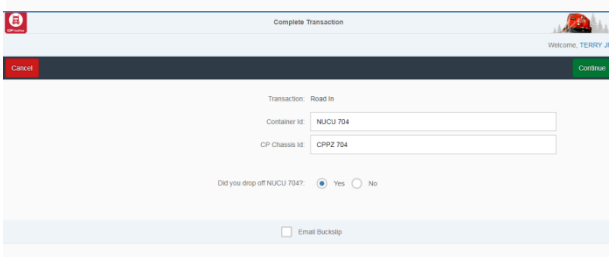 Complete Transaction
Welcome, TERRY
Cancel
Continue
Transaction: Road In
Container Id: NUCU 704
CP Chassis Id: CPPZ 704
Did you drop off NUCU 704?: Yes No
Email Buckslip